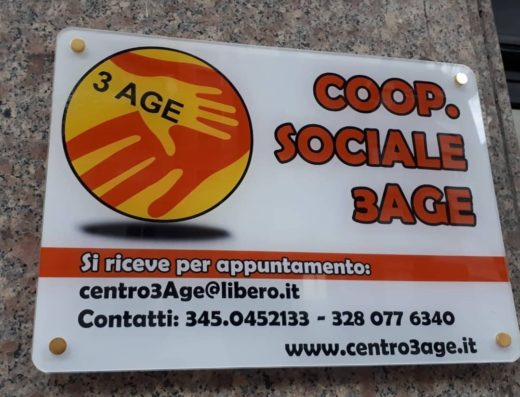 3 AGE
COOP.
SOCIALE
3AGE
Si riceve per appuntamento:
centro3Age@libero.it
Contatti: 345.0452133 - 328 077 6340
www.centro3age.it